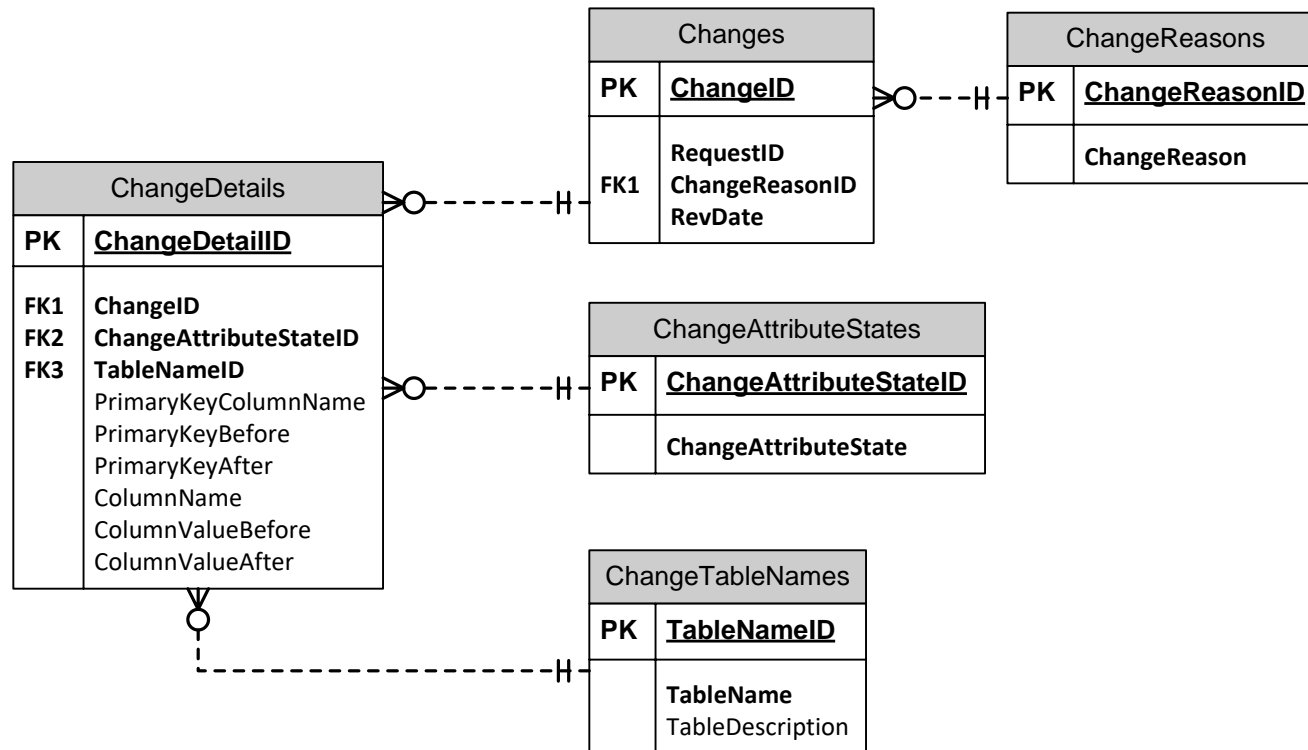 Changes
PK ChangeID
RequestID
FK1 ChangeReasonID
RevDate
ChangeReasons
PK ChangeReasonID
ChangeReason
ChangeDetails
PK ChangeDetailID
FK1 ChangeID
FK2 ChangeAttributeStateID
FK3 TableNameID
PrimaryKeyColumnName
PrimaryKeyBefore
PrimaryKeyAfter
ColumnName
ColumnValueBefore
ColumnValueAfter
ChangeAttributeStates
PK ChangeAttributeStateID
ChangeAttributeState
ChangeTableNames
PK TableNameID
TableName
TableDescription